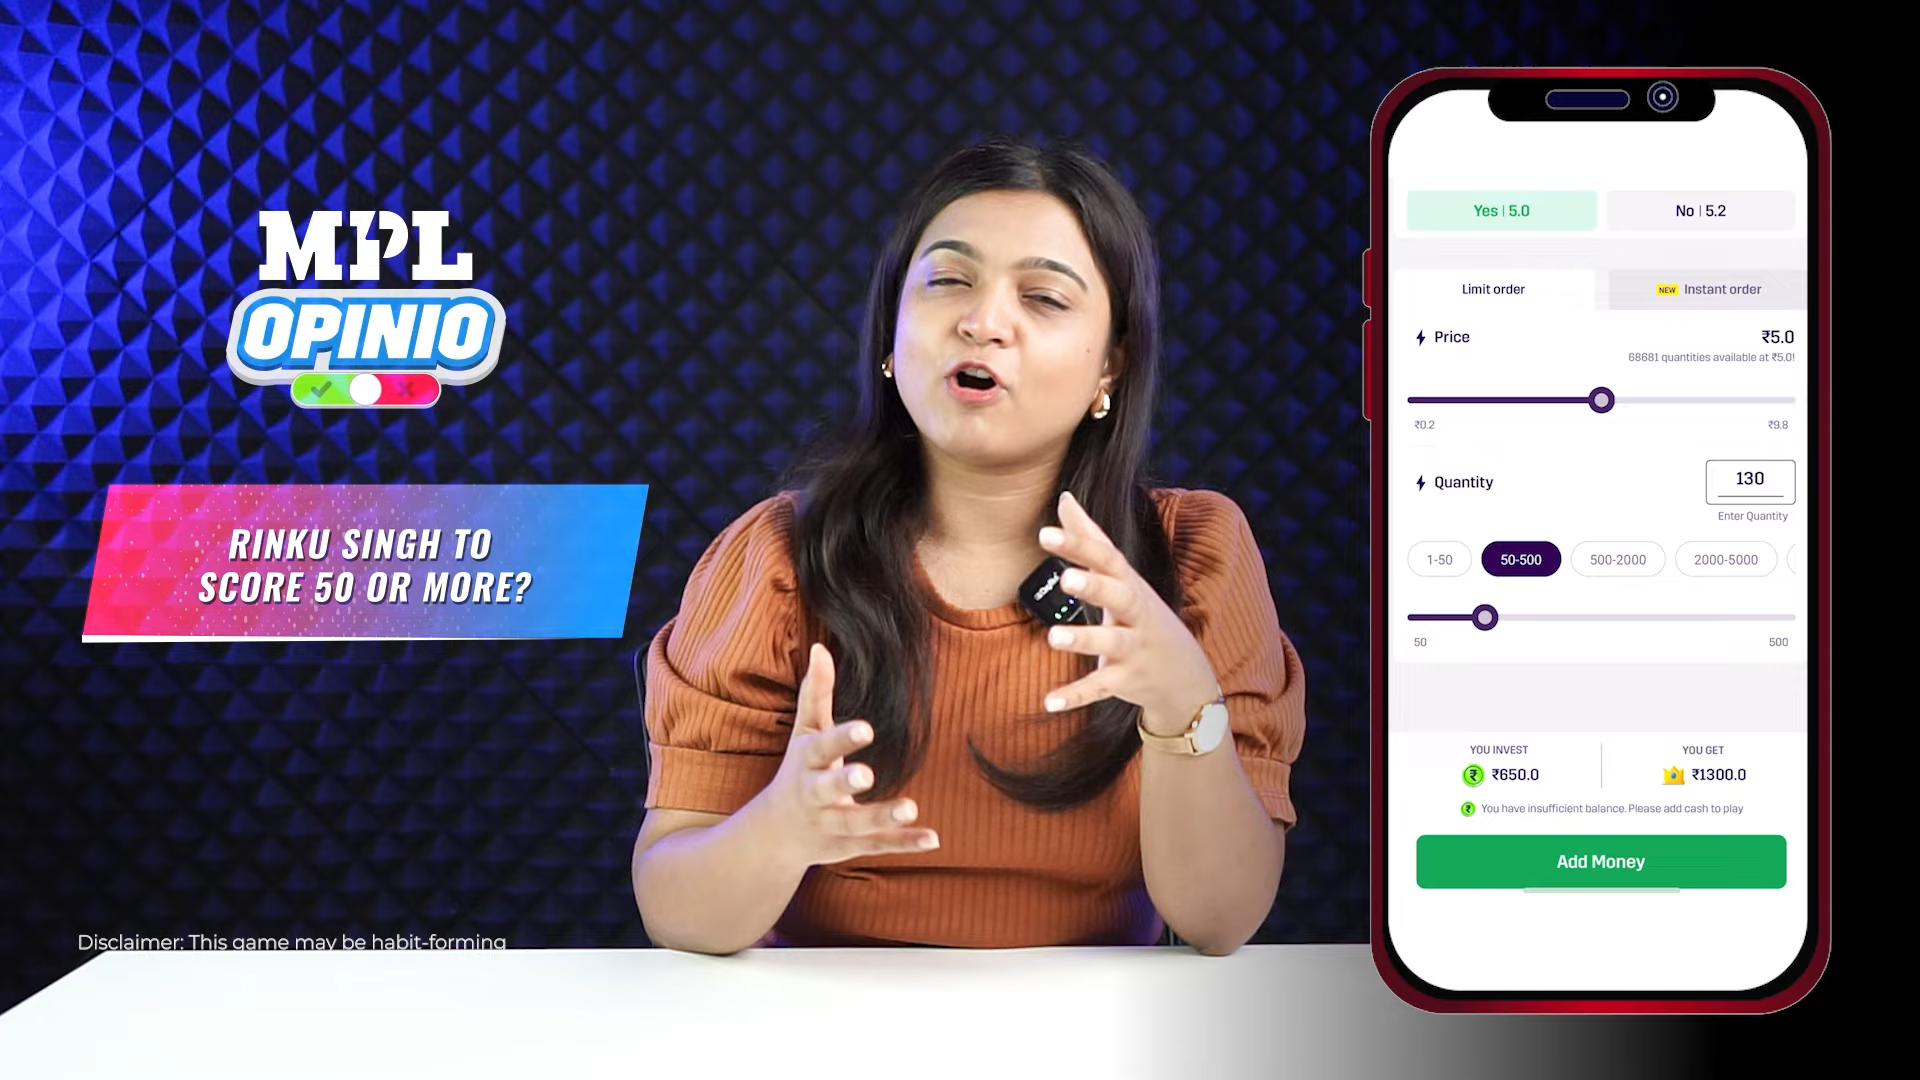 MPL
OPINIO
RINKU SINGH TO
SCORE 50 OR MORE?
Disclaimer: This game may be habit-forming
Yes | 5.0
No | 5.2
Limit order
NEW Instant order
Price
₹5.0
68681 quantities available at ₹5.0!
₹0.2
₹9.8
Quantity
130
Enter Quantity
1-50
50-500
500-2000
2000-5000
50
500
YOU INVEST
YOU GET
₹650.0
₹1300.0
You have insufficient balance. Please add cash to play
Add Money